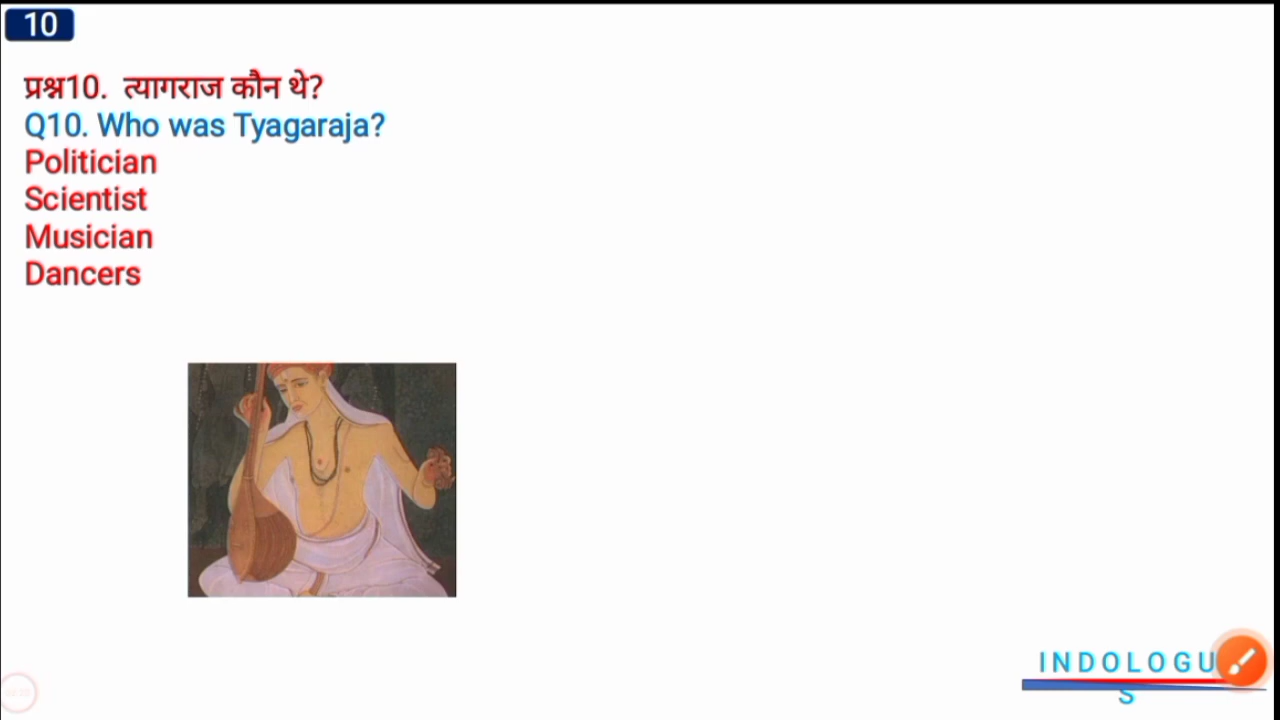 10
प्रश्न10. त्यागराज कौन थे?
Q10. Who was Tyagaraja?
Politician
Scientist
Musician
Dancers
INDOLOGU
S